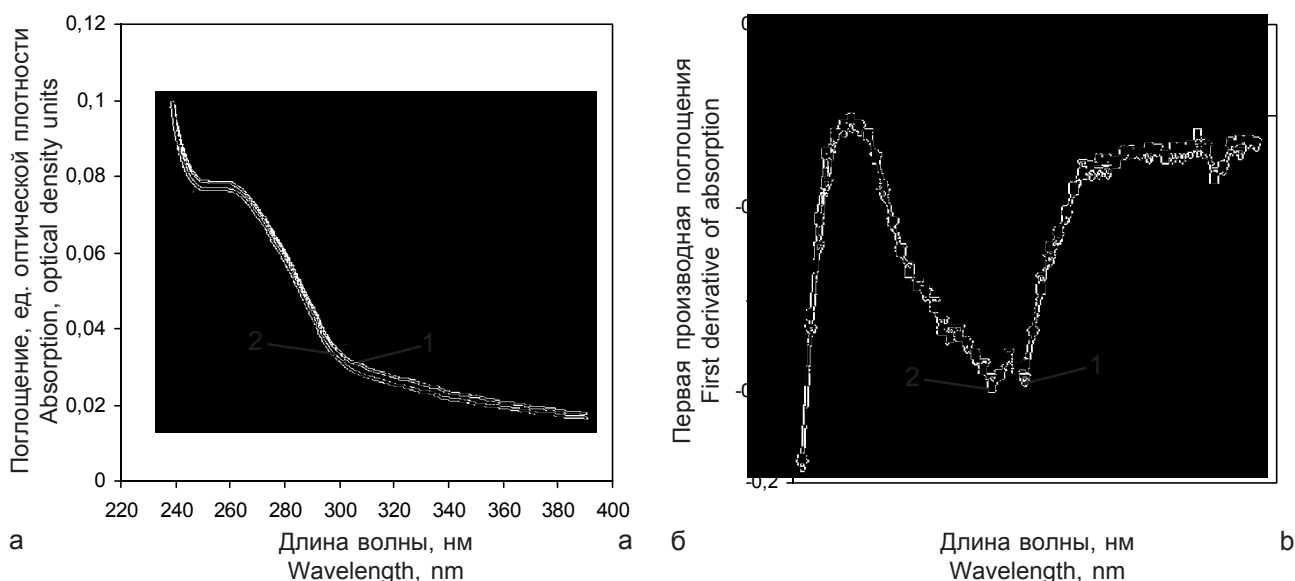 Поглощение, ед. оптической плотности
Absorption, optical density units
0,12
0,1
0,08
0,06
0,04
0,02
0
2
1
220 240 260 280 300 320 340 360 380 400
а
Длина волны, нм
Wavelength, nm
a
Первая производная поглощения
First derivative of absorption
-0,2
2
1
б
Длина волны, нм
Wavelength, nm
b